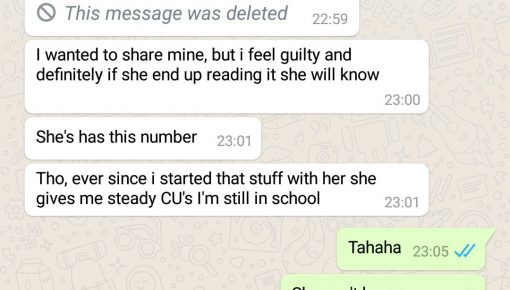 This message was deleted 22:59
I wanted to share mine, but i feel guilty and
definitely if she end up reading it she will know
23:00
She's has this number 23:01
Tho, ever since i started that stuff with her she
gives me steady CU's I'm still in school
23:01
Tahaha 23:05